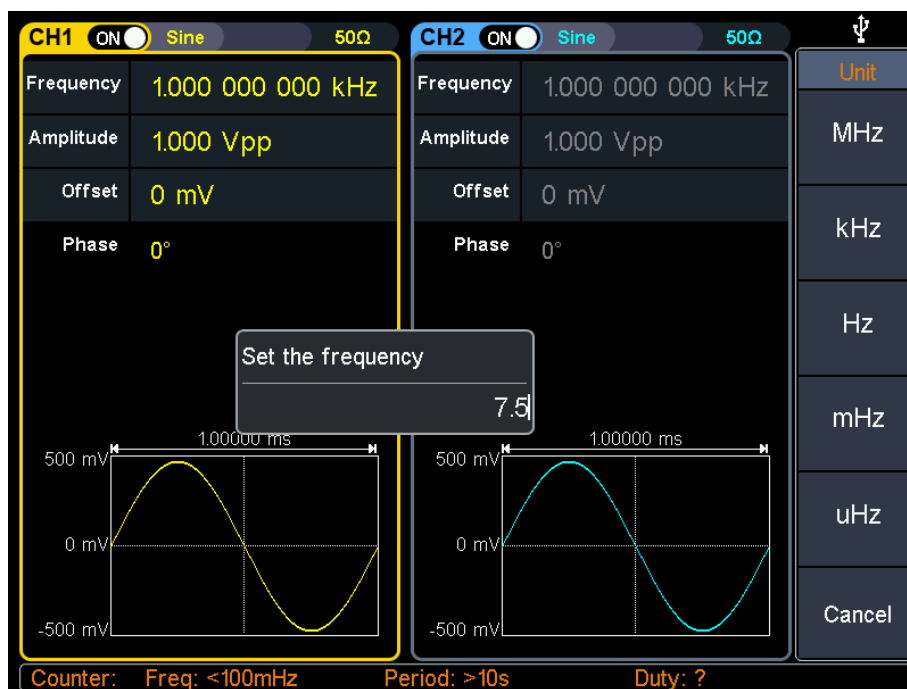 CH1 ON Sine 50Ω
Frequency 1.000 000 000 kHz
Amplitude 1.000 Vpp
Offset 0 mV
Phase 0°
CH2 ON Sine 50Ω
Frequency 1.000 000 000 kHz
Amplitude 1.000 Vpp
Offset 0 mV
Phase 0°
Set the frequency
7.5
1.00000 ms
500 mV
0 mV
-500 mV
1.00000 ms
500 mV
0 mV
-500 mV
Unit
MHz
kHz
Hz
mHz
uHz
Cancel
Counter: Freq: <100mHz Period: >10s Duty: ?